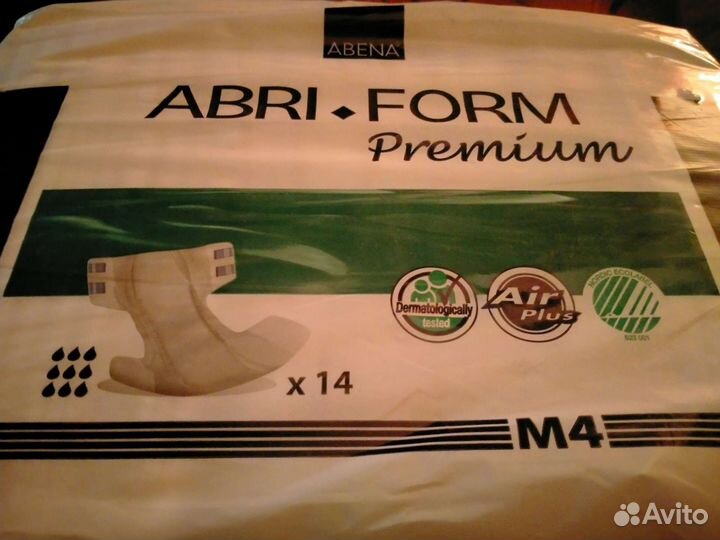 ABENA®
ABRI◆FORM
Premium
Dermatologically
tested
Air
Plus
NORDIC ECOLABEL
x 14
M4
Avito